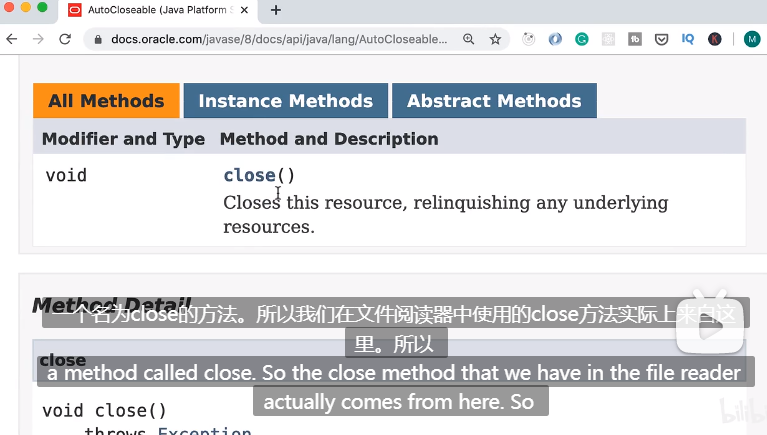 AutoCloseable (Java Platform S
docs.oracle.com/javase/8/docs/api/java/lang/AutoCloseable...
All Methods
Instance Methods
Abstract Methods
Modifier and Type
Method and Description
void
close()
Closes this resource, relinquishing any underlying
resources.
Method Detail
一个名为close的方法。所以我们在文件阅读器中使用的close方法实际上来自这
里。所以
close
a method called close. So the close method that we have in the file reader
actually comes from here. So
void close()
throws Exception
bilibili